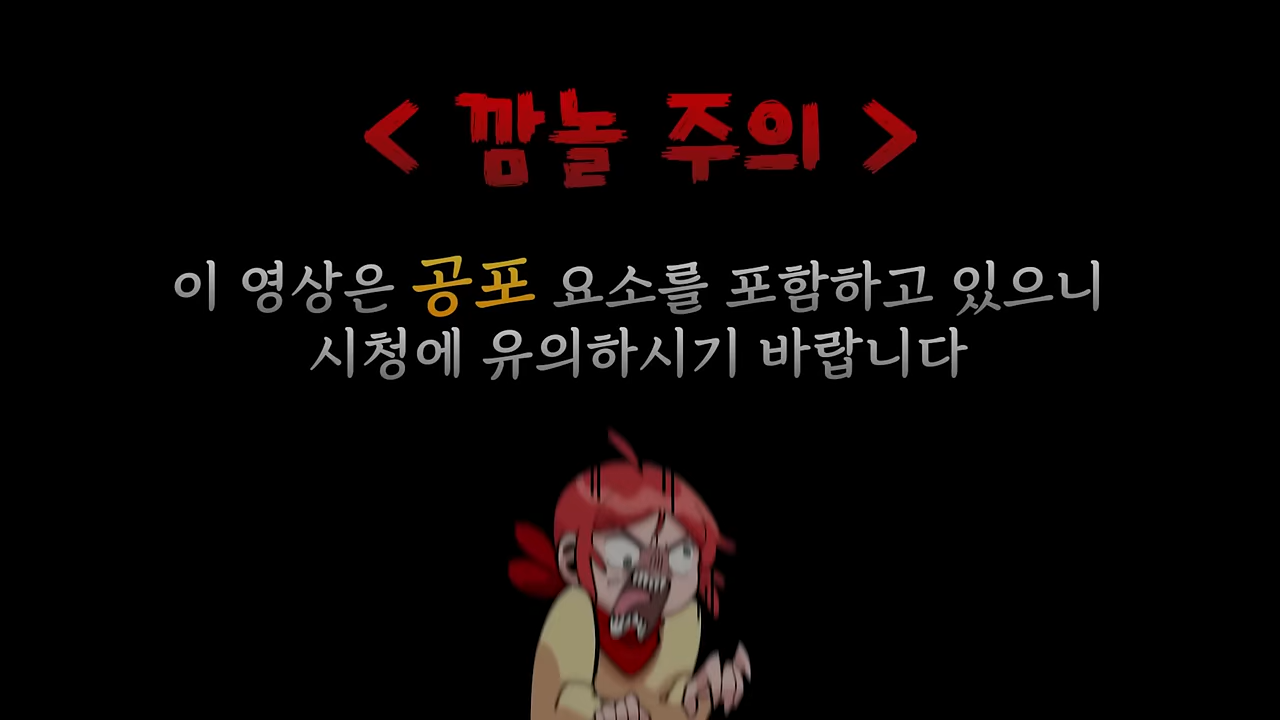 < 깜놀 주의 >
이 영상은 공포 요소를 포함하고 있으니
시청에 유의하시기 바랍니다